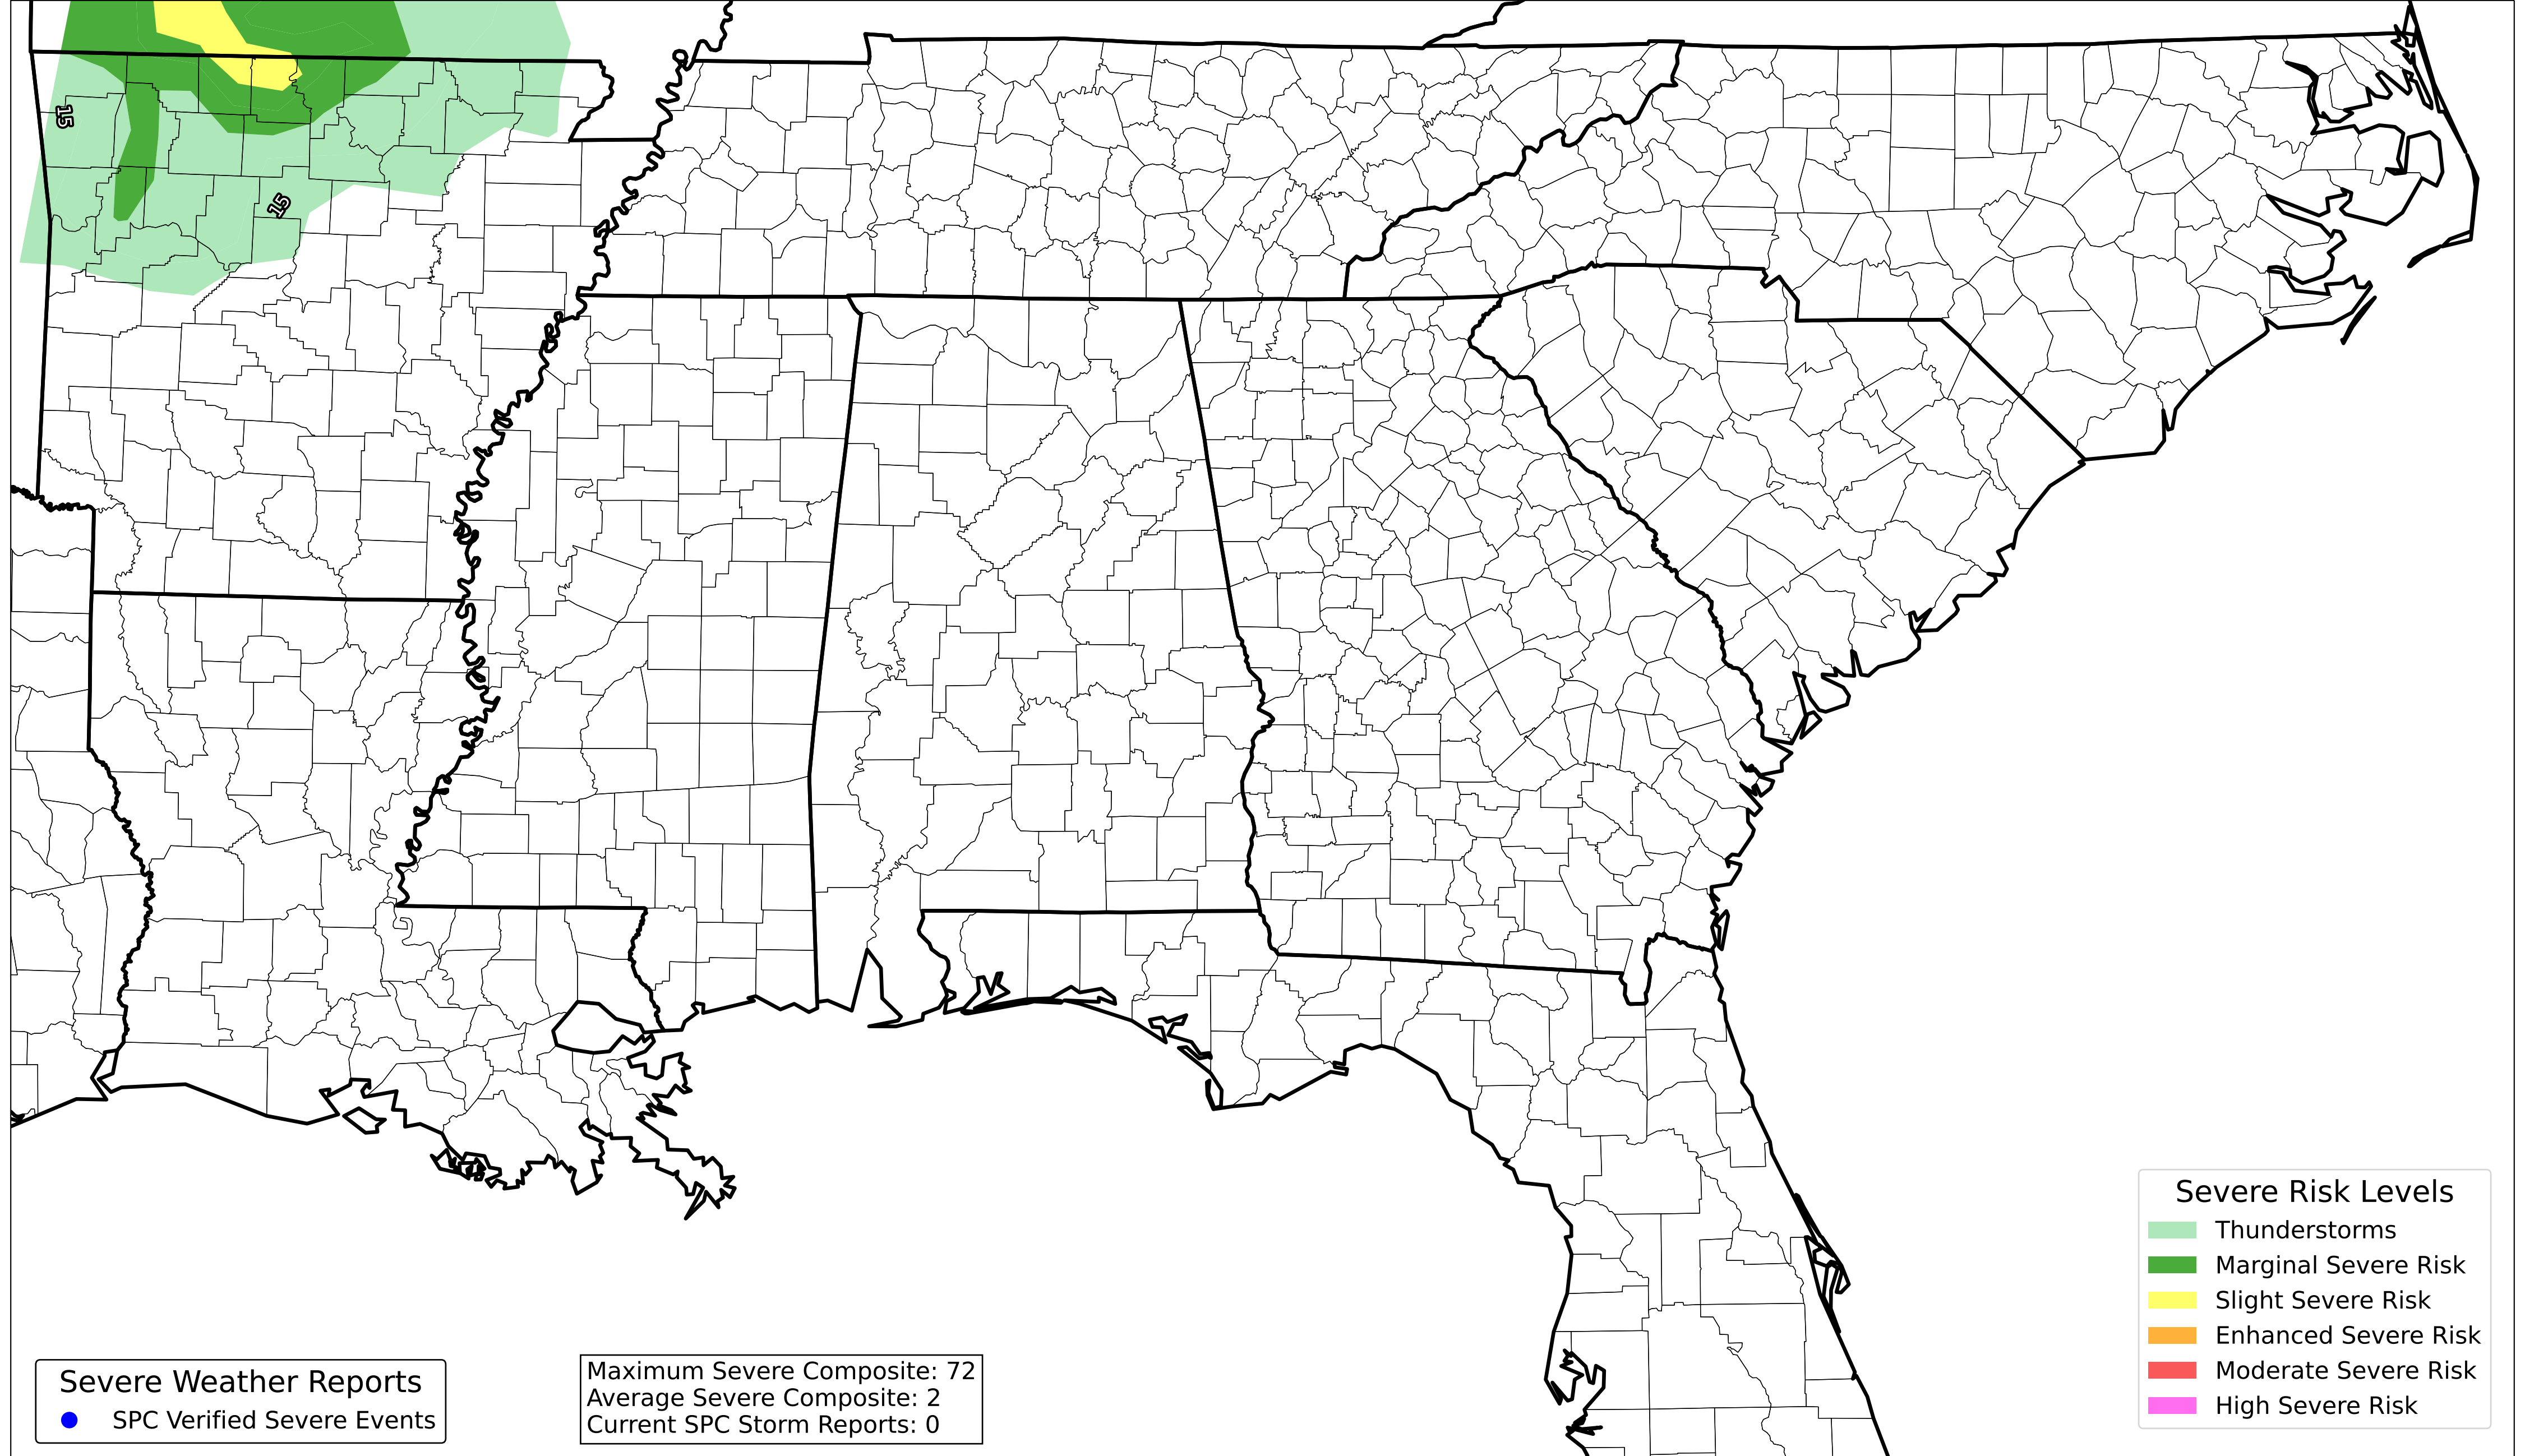 15
15
Severe Risk Levels
Thunderstorms
Marginal Severe Risk
Slight Severe Risk
Enhanced Severe Risk
Moderate Severe Risk
High Severe Risk
Severe Weather Reports
SPC Verified Severe Events
Maximum Severe Composite: 72
Average Severe Composite: 2
Current SPC Storm Reports: 0